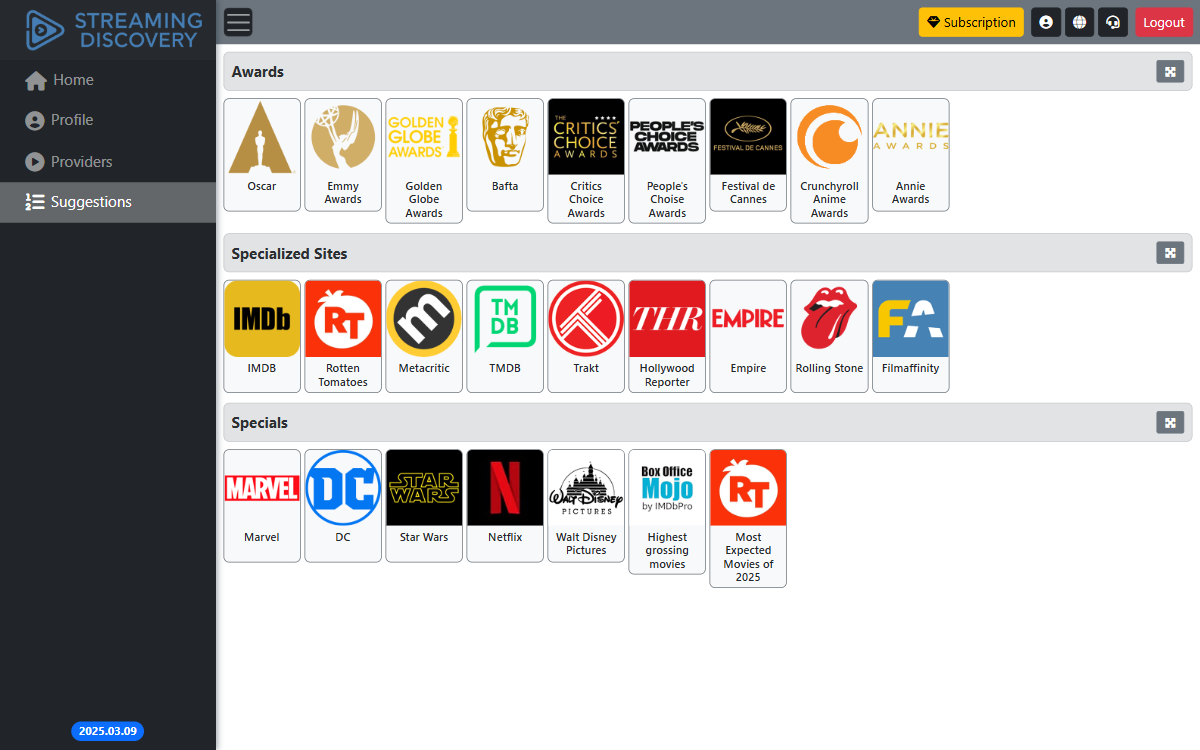 STREAMING
DISCOVERY
Subscription
Logout
Home
Profile
Providers
Suggestions
2025.03.09
Awards
GOLDEN
GLOBE
AWARDS
THE
CRITICS'
CHOICE
AWARDS
PEOPLE'S
CHOICE
AWARDS
FESTIVAL DE CANNES
ANNIE
AWARDS
Oscar
Emmy
Awards
Golden
Globe
Awards
Bafta
Critics
Choice
Awards
People's
Choise
Awards
Festival de
Cannes
Crunchyroll
Anime
Awards
Annie
Awards
Specialized Sites
IMDb
RT
m
TM
DB
THR
EMPIRE
FA
IMDB
Rotten
Tomatoes
Metacritic
TMDB
Trakt
Hollywood
Reporter
Empire
Rolling Stone
Filmaffinity
Specials
MARVEL
DC
STAR
WARS
N
WALT DISNEY
PICTURES
Box Office
Mojo
by IMDbPro
RT
Marvel
DC
Star Wars
Netflix
Walt Disney
Pictures
Highest
grossing
movies
Most
Expected
Movies of
2025